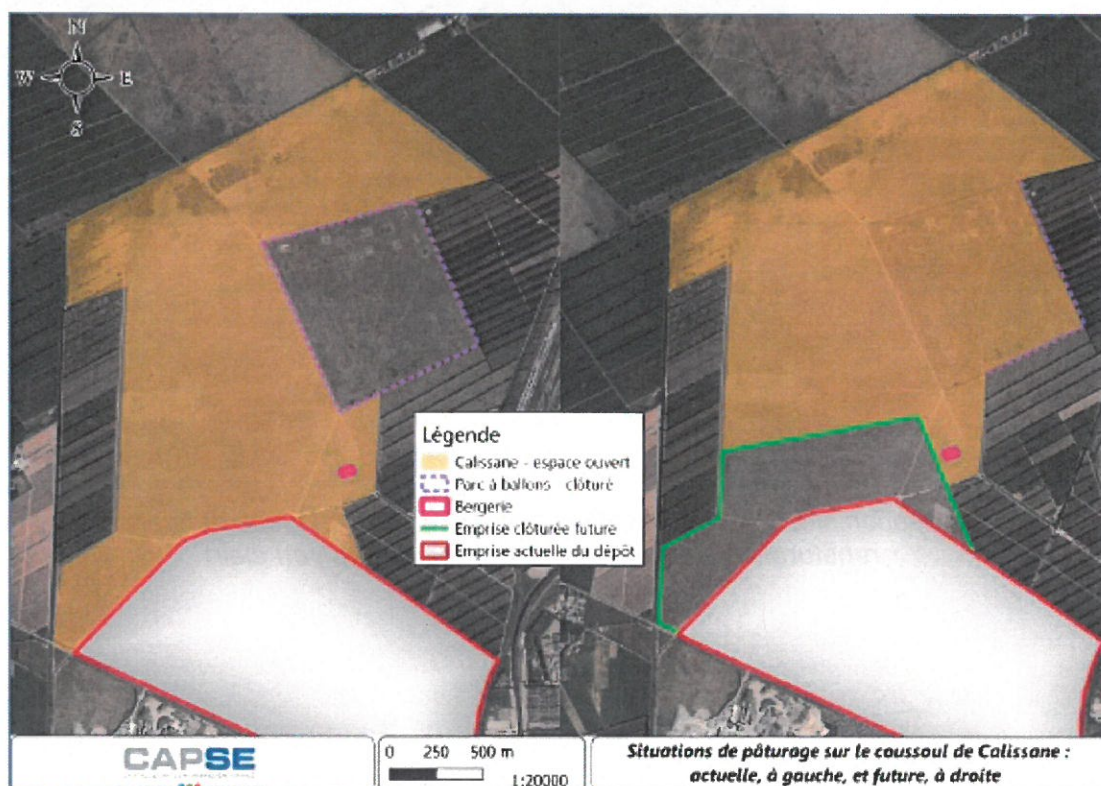 N
W E
S
Légende
Calissane - espace ouvert
Parc à ballons - clôturé
Bergerie
Emprise clôturée future
Emprise actuelle du dépôt
CAPSE
0 250 500 m
1:20000
Situations de pâturage sur le coussoul de Calissane :
actuelle, à gauche, et future, à droite